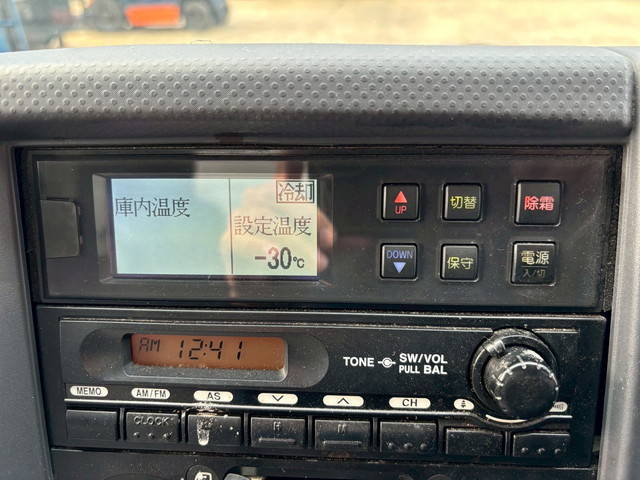 庫内温度
冷却
設定温度
-30℃
UP
切替
除霜
DOWN
保守
電源
入/切
AM 12:41
TONE SW/VOL
PULL BAL
MEMO AM/FM AS CH
CLOCK H M